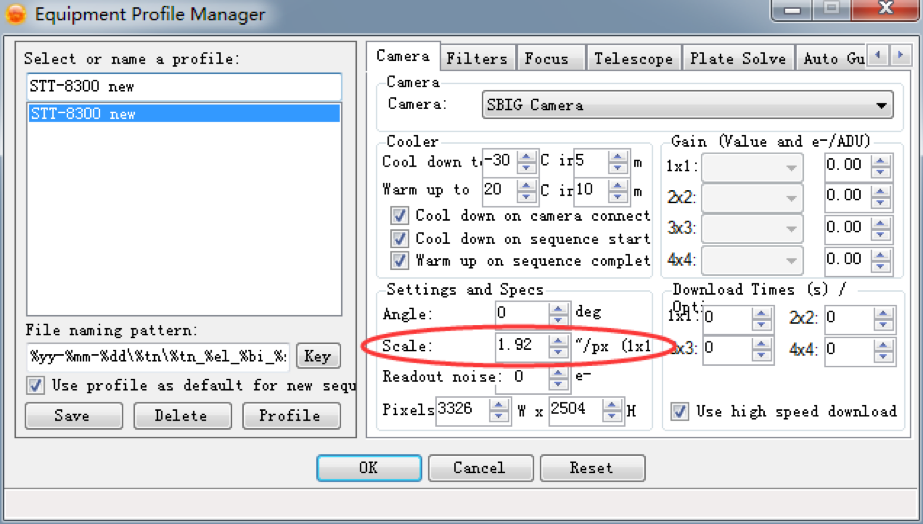 Equipment Profile Manager
Select or name a profile:
STT-8300 new
STT-8300 new
File naming pattern:
%yy-%mm-%dd\%tn\%tn_%el_%bi_%
Key
Use profile as default for new sequ
Save
Delete
Profile
Camera
Filters
Focus
Telescope
Plate Solve
Auto Gu
Camera
Camera:
SBIG Camera
Cooler
Cool down t -30 C ir 5 m
Warm up to 20 C ir 10 m
Cool down on camera connect
Cool down on sequence start
Warm up on sequence complet
Gain (Value and e-/ADU)
1x1: 0.00
2x2: 0.00
3x3: 0.00
4x4: 0.00
Settings and Specs
Angle: 0 deg
Scale: 1.92 "/px (1x1
Readout noise: 0 e-
Pixels 3326 W x 2504 H
Download Times (s) /
Opti
1x1: 0 2x2: 0
3x3: 0 4x4: 0
Use high speed download
OK
Cancel
Reset